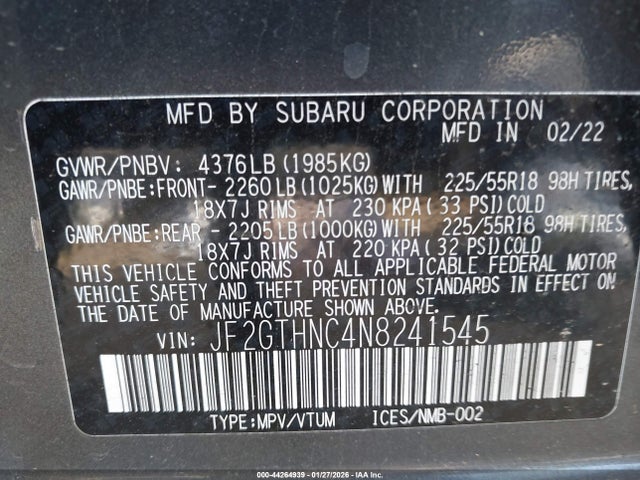 MFD BY SUBARU CORPORATION
MFD IN 02/22
GVWR/PNBV: 4376LB (1985KG)
GAWR/PNBE:FRONT- 2260LB (1025KG) WITH 225/55R18 98H TIRES,
18X7J RIMS AT 230 KPA (33 PSI) COLD
GAWR/PNBE:REAR - 2205LB (1000KG) WITH 225/55R18 98H TIRES,
18X7J RIMS AT 220 KPA (32 PSI) COLD
THIS VEHICLE CONFORMS TO ALL APPLICABLE FEDERAL MOTOR
VEHICLE SAFETY AND THEFT PREVENTION STANDARDS IN EFFECT ON
THE DATE OF MANUFACTURE SHOWN ABOVE.
VIN: JF2GTHNC4N8241545
TYPE:MPV/VTUM ICES/NMB-002
000-44264939 - 01/27/2026 - IAA Inc.